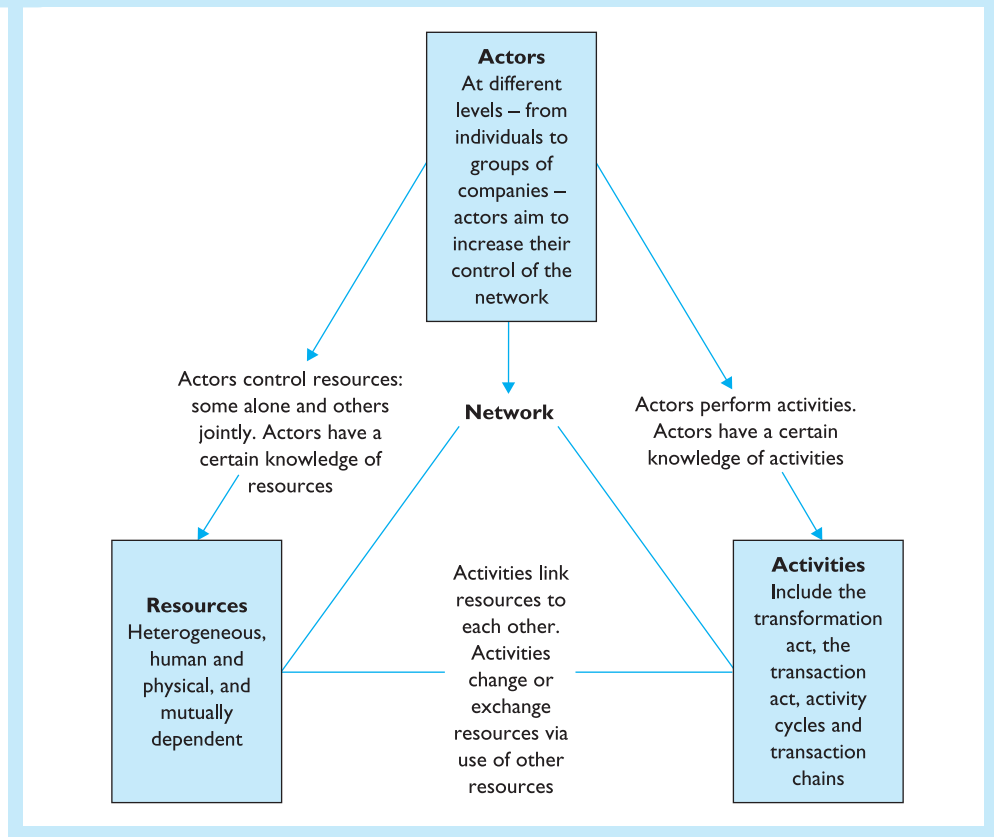 Actors
At different
levels – from
individuals to
groups of
companies –
actors aim to
increase their
control of the
network
Actors control resources:
some alone and others
jointly. Actors have a
certain knowledge of
resources
Network
Actors perform activities.
Actors have a certain
knowledge of activities
Resources
Heterogeneous,
human and
physical, and
mutually
dependent
Activities link
resources to
each other.
Activities
change or
exchange
resources via
use of other
resources
Activities
Include the
transformation
act, the
transaction
act, activity
cycles and
transaction
chains